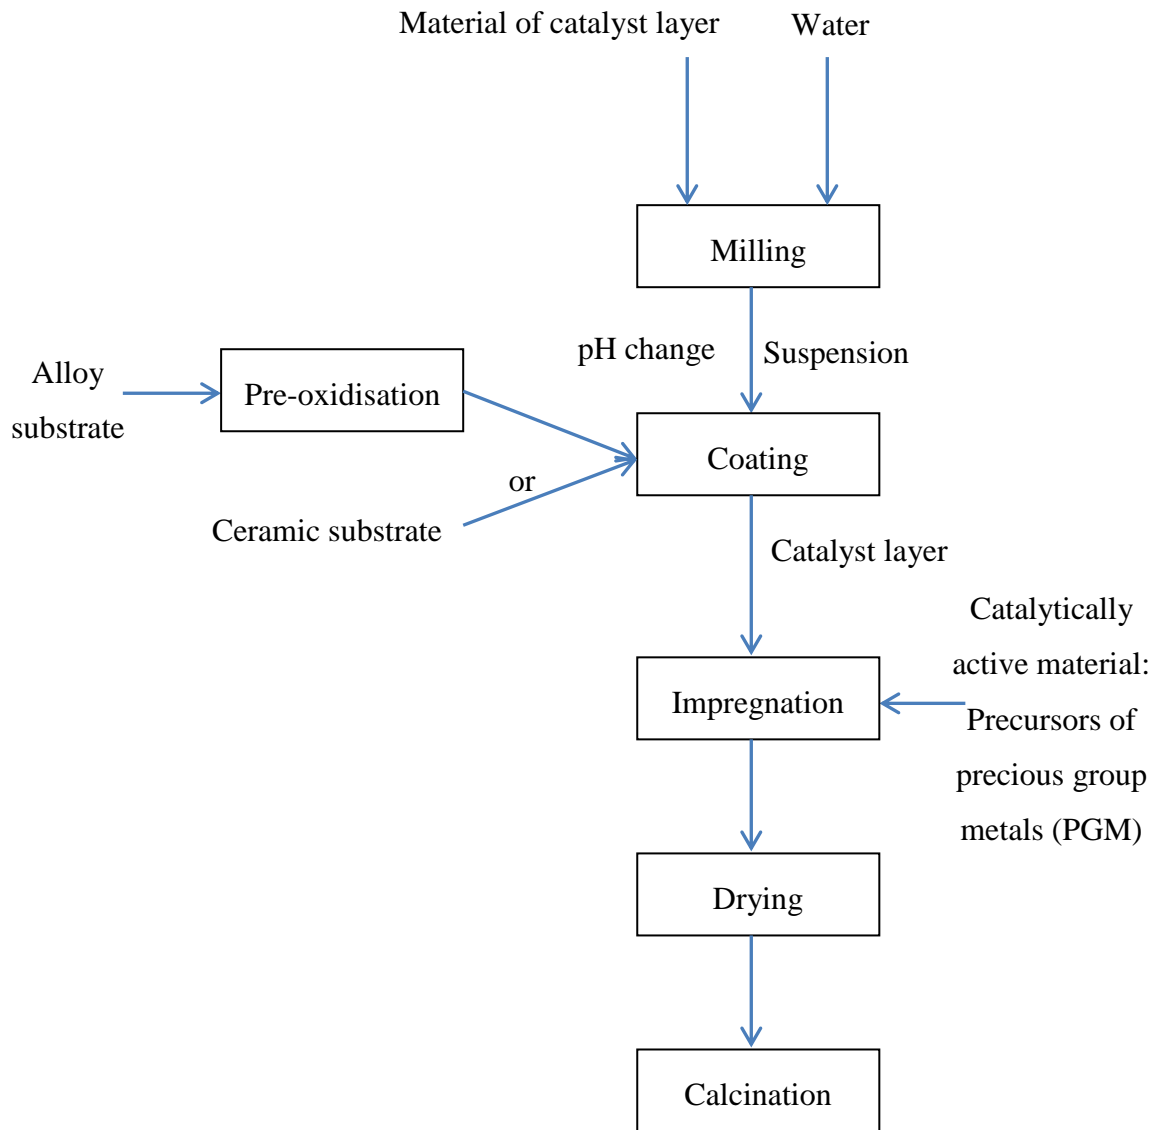 Material of catalyst layer
Water
Milling
pH change
Suspension
Alloy
substrate
Pre-oxidisation
Coating
or
Ceramic substrate
Catalyst layer
Catalytically
active material:
Precursors of
precious group
metals (PGM)
Impregnation
Drying
Calcination